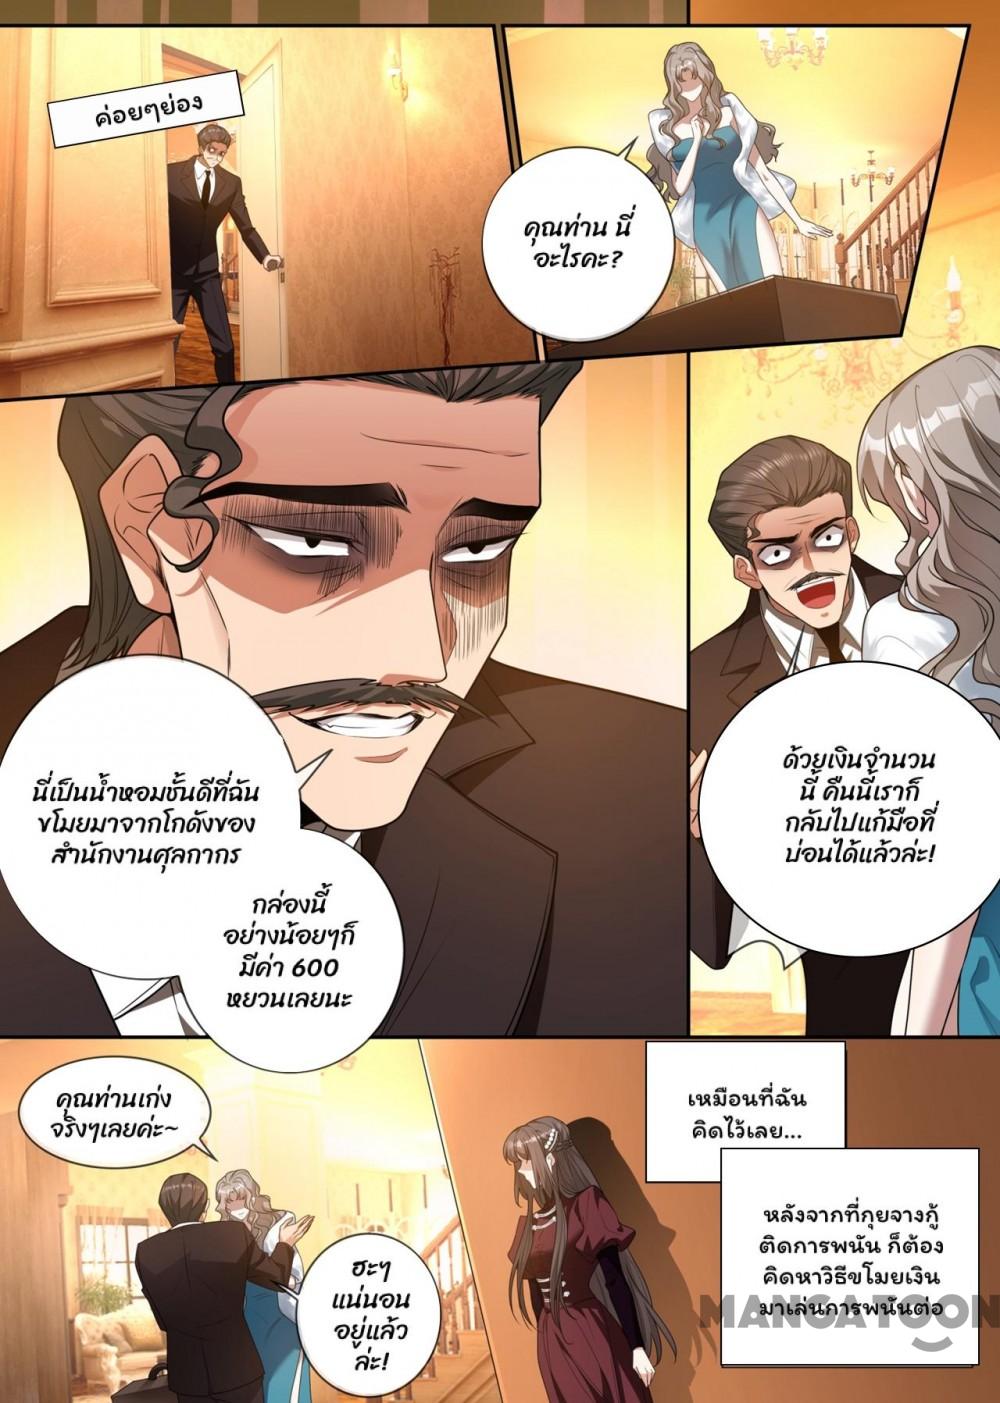 ค่อยๆย่อง
คุณท่าน นี่
อะไรคะ?
นี่เป็นน้ำหอมชั้นดีที่ฉัน
ขโมยมาจากโกดังของ
สำนักงานศุลกากร
กล่องนี้
อย่างน้อยๆก็
มีค่า 600
หยวนเลยนะ
ด้วยเงินจำนวน
นี้ คืนนี้เราก็
กลับไปแก้มือที่
บ่อนได้แล้วล่ะ!
คุณท่านเก่ง
จริงๆเลยค่ะ~
ฮะๆ
แน่นอน
อยู่แล้ว
ล่ะ!
เหมือนที่ฉัน
คิดไว้เลย...
หลังจากที่กุยจางกู้
ติดการพนัน ก็ต้อง
คิดหาวิธีขโมยเงิน
มาเล่นการพนันต่อ
MANGATOON